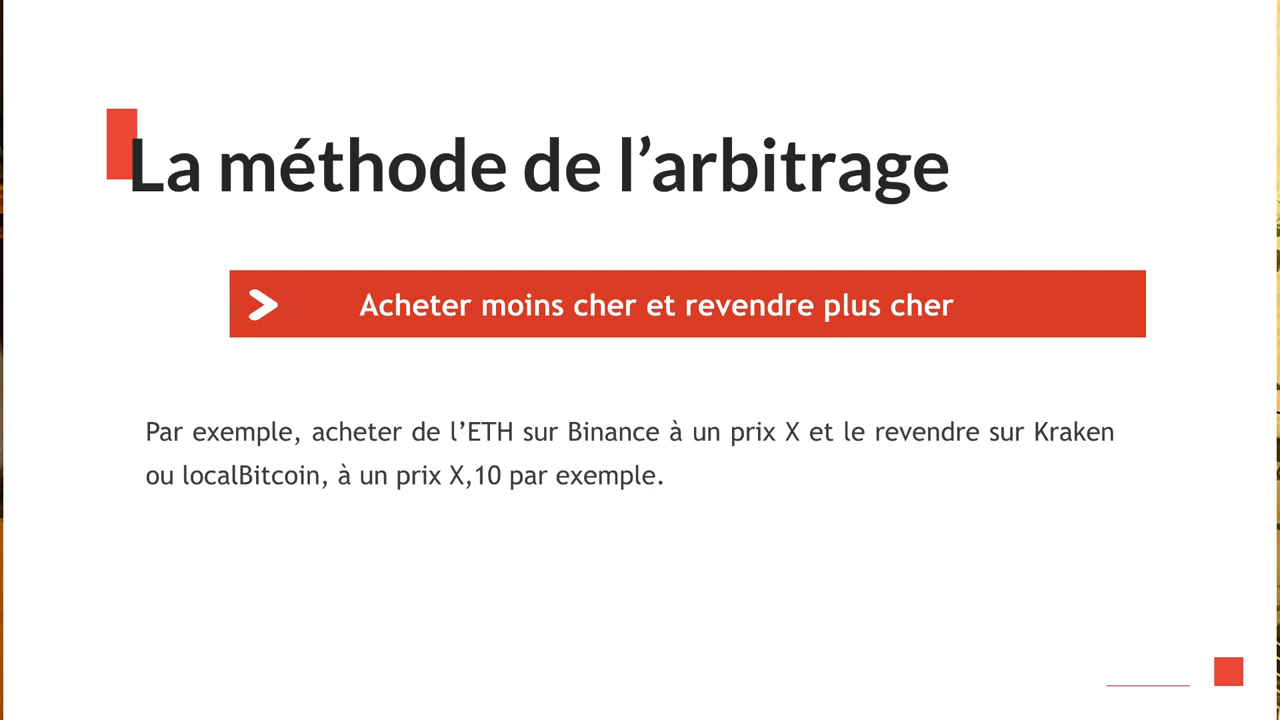 La méthode de l’arbitrage
Acheter moins cher et revendre plus cher
Par exemple, acheter de l’ETH sur Binance à un prix X et le revendre sur Kraken
ou localBitcoin, à un prix X,10 par exemple.